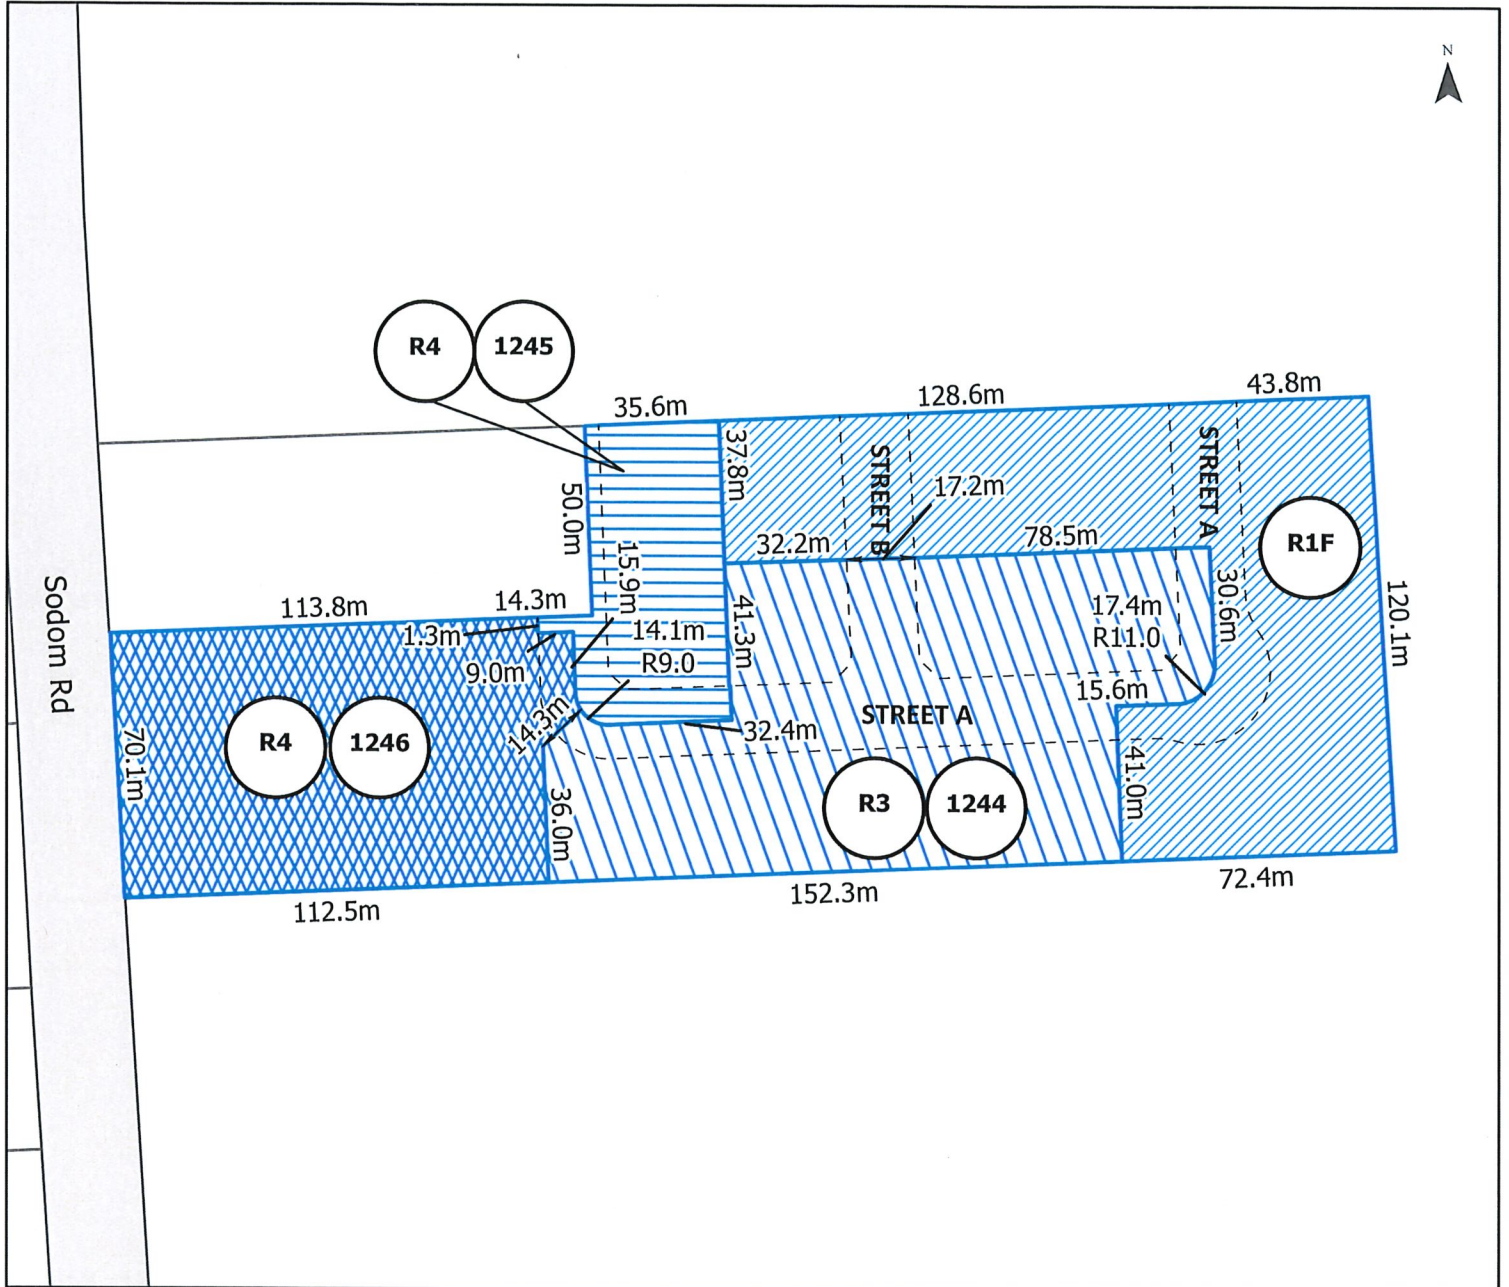 N
R4
1245
35.6m
128.6m
43.8m
37.8m
STREET B
STREET A
17.2m
50.0m
32.2m
78.5m
R1F
15.9m
Sodom Rd
113.8m
14.3m
1.3m
14.1m
R9.0
41.3m
17.4m
R11.0
30.6m
120.1m
9.0m
15.6m
14.3m
32.4m
STREET A
R4
1246
70.1m
36.0m
R3
1244
41.0m
112.5m
152.3m
72.4m